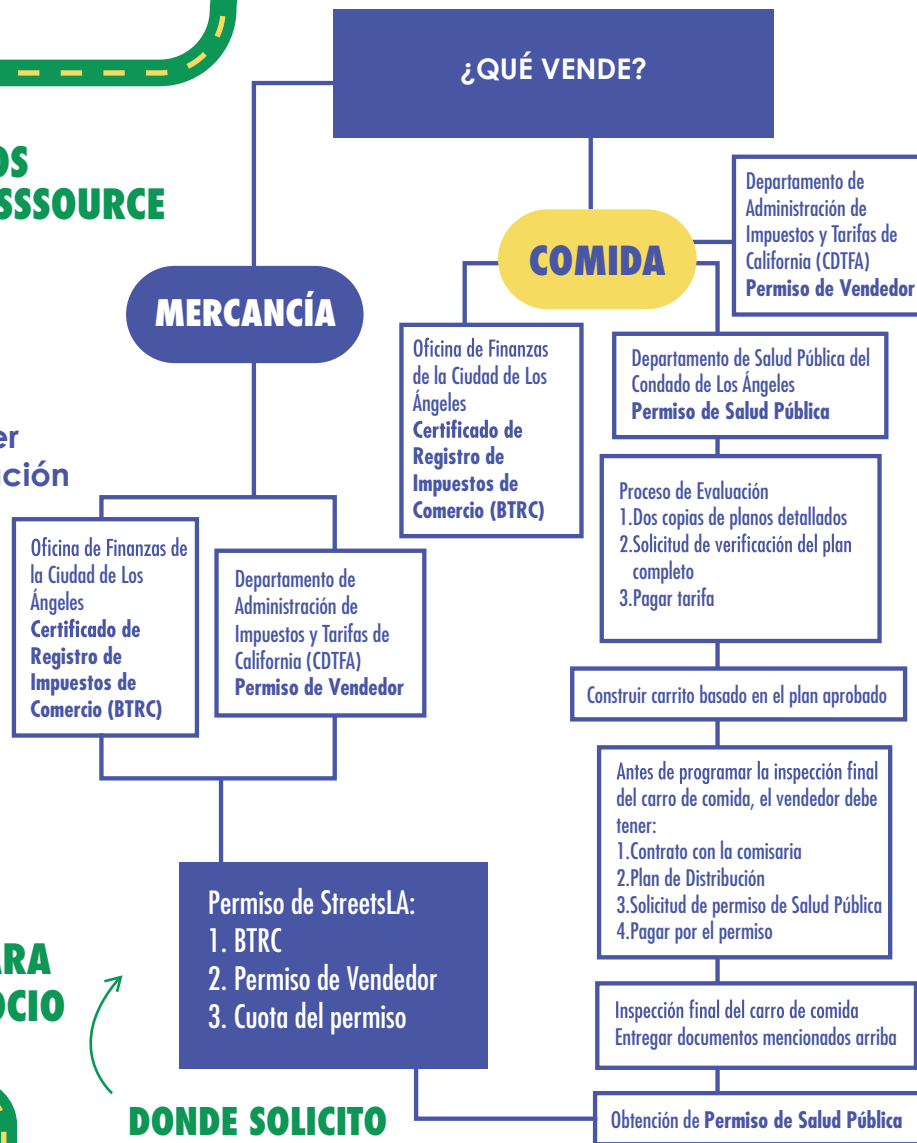 ¿QUÉ VENDE?
OS
SSSOURCE
MERCANCÍA
COMIDA
Departamento de
Administración de
Impuestos y Tarifas de
California (CDTFA)
Permiso de Vendedor
Oficina de Finanzas
de la Ciudad de Los
Ángeles
Certificado de
Registro de
Impuestos de
Comercio (BTRC)
Departamento de Salud Pública del
Condado de Los Ángeles
Permiso de Salud Pública
er
ación
Proceso de Evaluación
1.Dos copias de planos detallados
2.Solicitud de verificación del plan
completo
3.Pagar tarifa
Oficina de Finanzas de
la Ciudad de Los
Ángeles
Certificado de
Registro de
Impuestos de
Comercio (BTRC)
Departamento de
Administración de
Impuestos y Tarifas de
California (CDTFA)
Permiso de Vendedor
Construir carrito basado en el plan aprobado
Antes de programar la inspección final
del carro de comida, el vendedor debe
tener:
1.Contrato con la comisaria
2.Plan de Distribución
3.Solicitud de permiso de Salud Pública
4.Pagar por el permiso
Permiso de StreetsLA:
1. BTRC
2. Permiso de Vendedor
3. Cuota del permiso
ARA
OCIO
Inspección final del carro de comida
Entregar documentos mencionados arriba
DONDE SOLICITO
Obtención de Permiso de Salud Pública